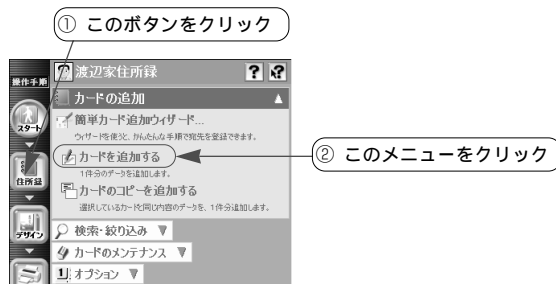 ① このボタンをクリック
操作手順
渡辺家住所録
カードの追加
スタート
簡単カード追加ウィザード...
ウィザードを使うと、かんたんな手順で宛先を登録できます。
カードを追加する
② このメニューをクリック
1件分のデータを追加します。
住所録
カードのコピーを追加する
選択しているカードと同じ内容のデータを、1件分追加します。
デザイン
検索・絞り込み
カードのメンテナンス
オプション